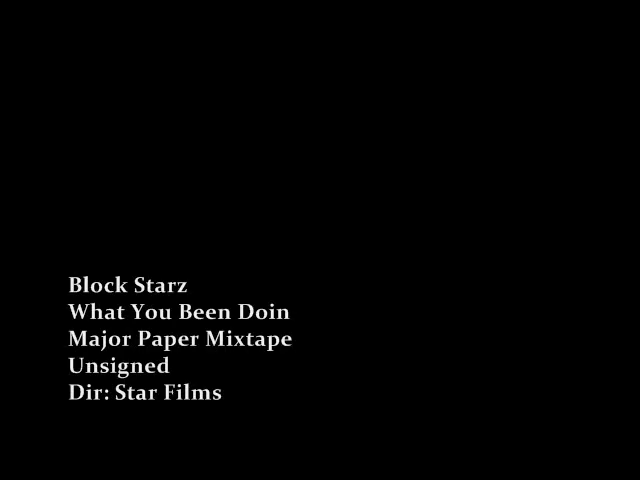 Block Starz
What You Been Doin
Major Paper Mixtape
Unsigned
Dir: Star Films